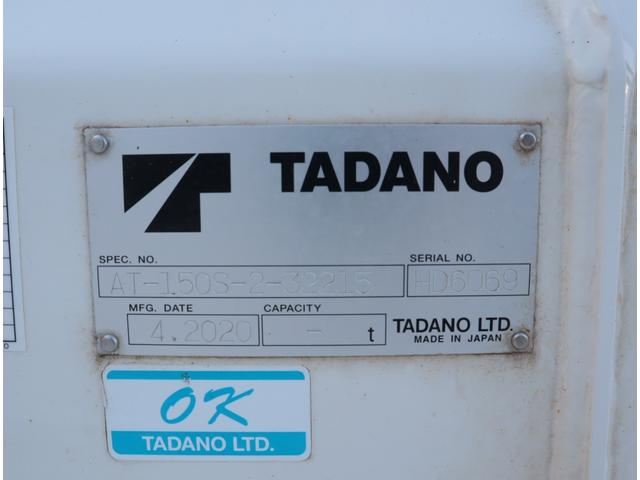 TADANO
SPEC. NO. SERIAL NO.
AT-150S-2-32215 HD6069
MFG. DATE CAPACITY
4.2020 - t TADANO LTD.
MADE IN JAPAN
OK
TADANO LTD.